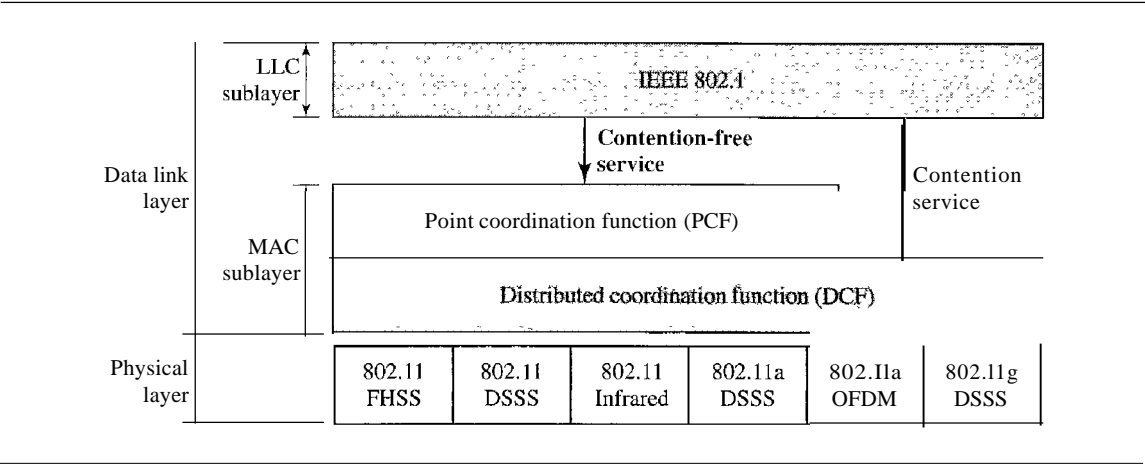 LLC
sublayer
IEEE 802.1
Contention-free
service
Data link
layer
Contention
service
Point coordination function (PCF)
MAC
sublayer
Distributed coordination function (DCF)
Physical
layer
802.11
FHSS
802.11
DSSS
802.11
Infrared
802.11a
DSSS
802.Ila
OFDM
802.11g
DSSS